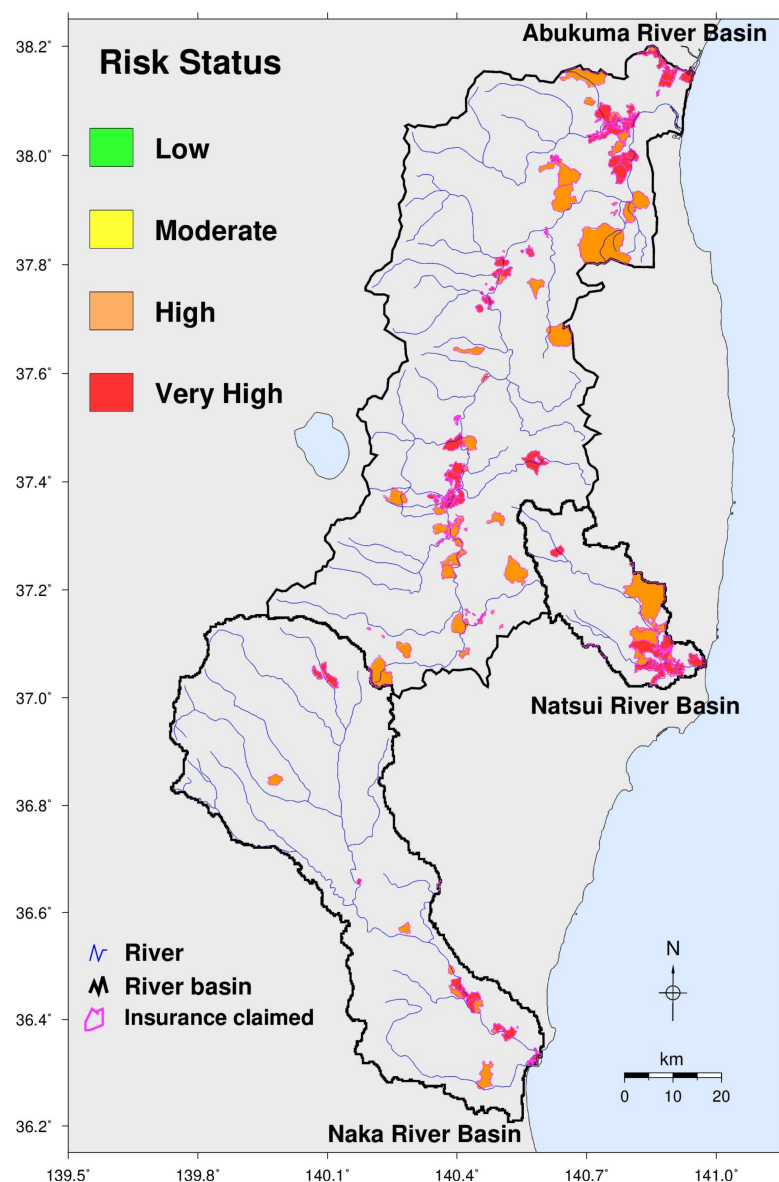 Abukuma River Basin
Risk Status
Low
Moderate
High
Very High
Natsui River Basin
River
River basin
Insurance claimed
N
km
0 10 20
Naka River Basin
38.2°
38.0°
37.8°
37.6°
37.4°
37.2°
37.0°
36.8°
36.6°
36.4°
36.2°
139.5° 139.8° 140.1° 140.4° 140.7° 141.0°